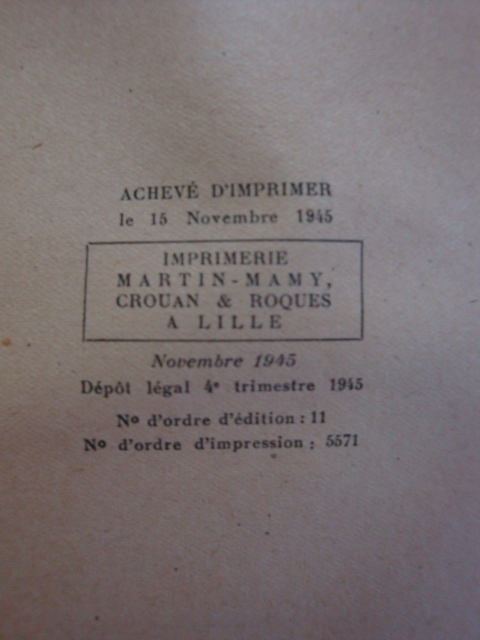 ACHEVÉ D'IMPRIMER
le 15 Novembre 1945
IMPRIMERIE
MARTIN-MAMY,
CROUAN & ROQUES
A LILLE
Novembre 1945
Dépôt légal 4e trimestre 1945
No d'ordre d'édition : 11
No d'ordre d'impression : 5571